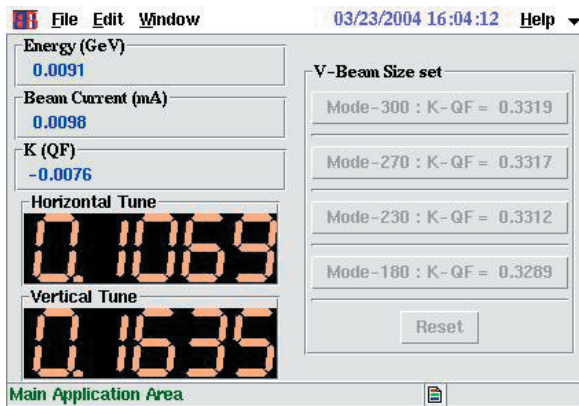 File Edit Window 03/23/2004 16:04:12 Help
Energy (GeV)
0.0091
Beam Current (mA)
0.0098
K (QF)
-0.0076
Horizontal Tune
0.1069
Vertical Tune
0.1635
V-Beam Size set
Mode-300 : K-QF = 0.3319
Mode-270 : K-QF = 0.3317
Mode-230 : K-QF = 0.3312
Mode-180 : K-QF = 0.3289
Reset
Main Application Area